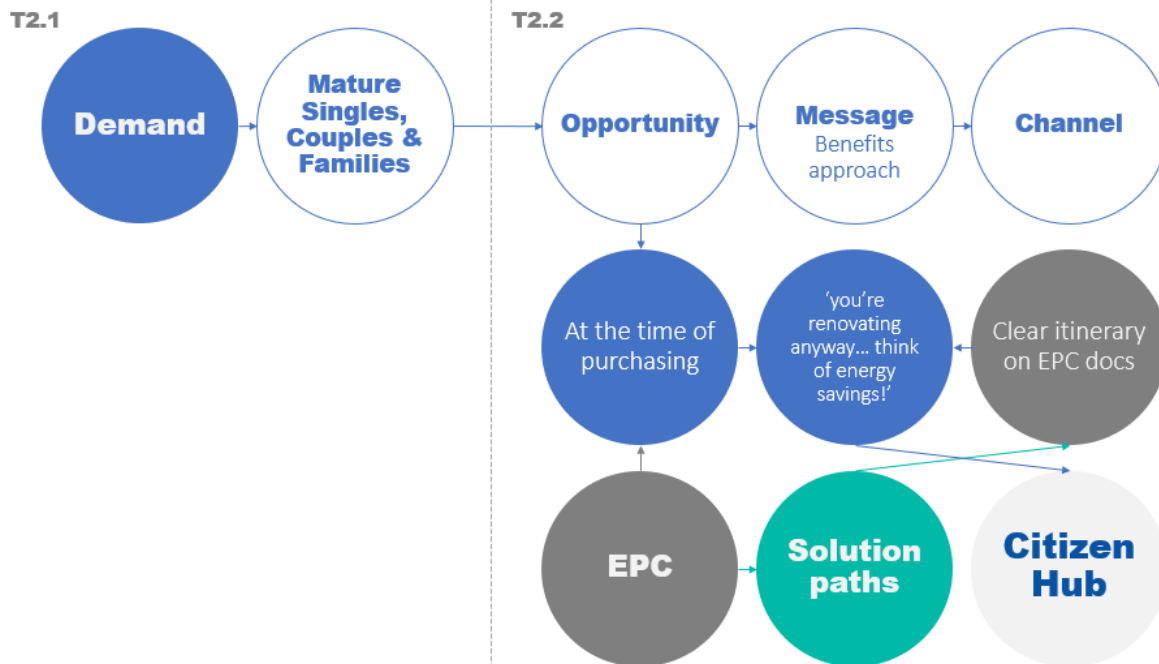 T2.1
T2.2
Demand
Mature
Singles,
Couples &
Families
Opportunity
Message
Benefits
approach
Channel
At the time of
purchasing
‘you’re
renovating
anyway... think
of energy
savings!’
Clear itinerary
on EPC docs
EPC
Solution
paths
Citizen
Hub